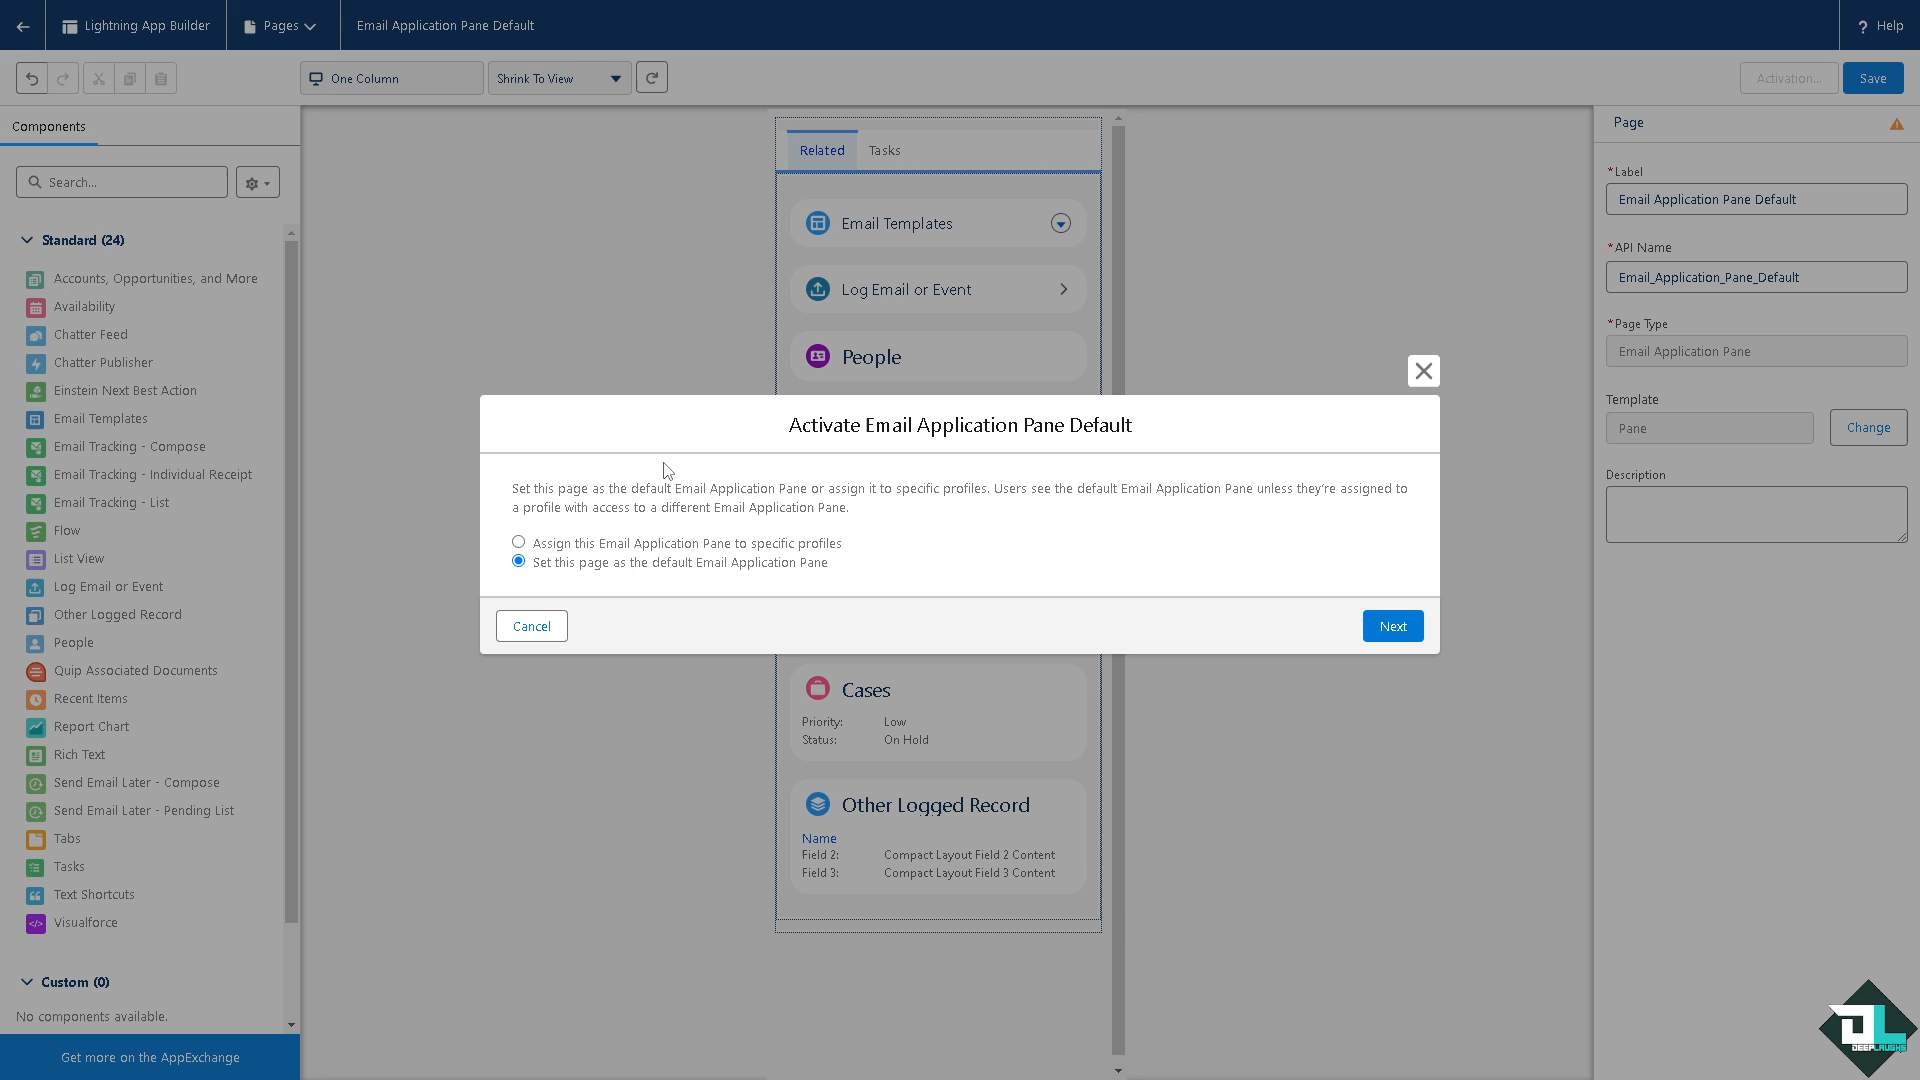 Lightning App Builder
Pages
Email Application Pane Default
? Help
One Column
Shrink To View
Activation...
Save
Components
Search...
Standard (24)
Accounts, Opportunities, and More
Availability
Chatter Feed
Chatter Publisher
Einstein Next Best Action
Email Templates
Email Tracking - Compose
Email Tracking - Individual Receipt
Email Tracking - List
Flow
List View
Log Email or Event
Other Logged Record
People
Quip Associated Documents
Recent Items
Report Chart
Rich Text
Send Email Later - Compose
Send Email Later - Pending List
Tabs
Tasks
Text Shortcuts
Visualforce
Custom (0)
No components available.
Get more on the AppExchange
Related
Tasks
Email Templates
Log Email or Event
People
Activate Email Application Pane Default
Set this page as the default Email Application Pane or assign it to specific profiles. Users see the default Email Application Pane unless they're assigned to
a profile with access to a different Email Application Pane.
Assign this Email Application Pane to specific profiles
Set this page as the default Email Application Pane
Cancel
Next
Cases
Priority: Low
Status: On Hold
Other Logged Record
Name
Field 2: Compact Layout Field 2 Content
Field 3: Compact Layout Field 3 Content
Page
*Label
Email Application Pane Default
*API Name
Email_Application_Pane_Default
*Page Type
Email Application Pane
Template
Pane
Change
Description
DL
DEEPLAUGHS